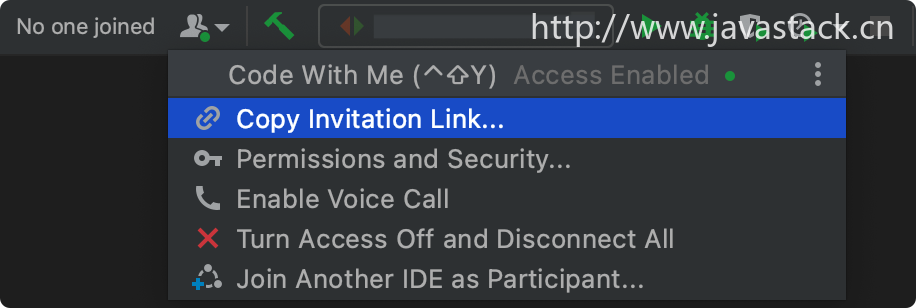 No one joined
http://www.javastack.cn
Code With Me (⌃⇧Y) Access Enabled
Copy Invitation Link...
Permissions and Security...
Enable Voice Call
Turn Access Off and Disconnect All
Join Another IDE as Participant...